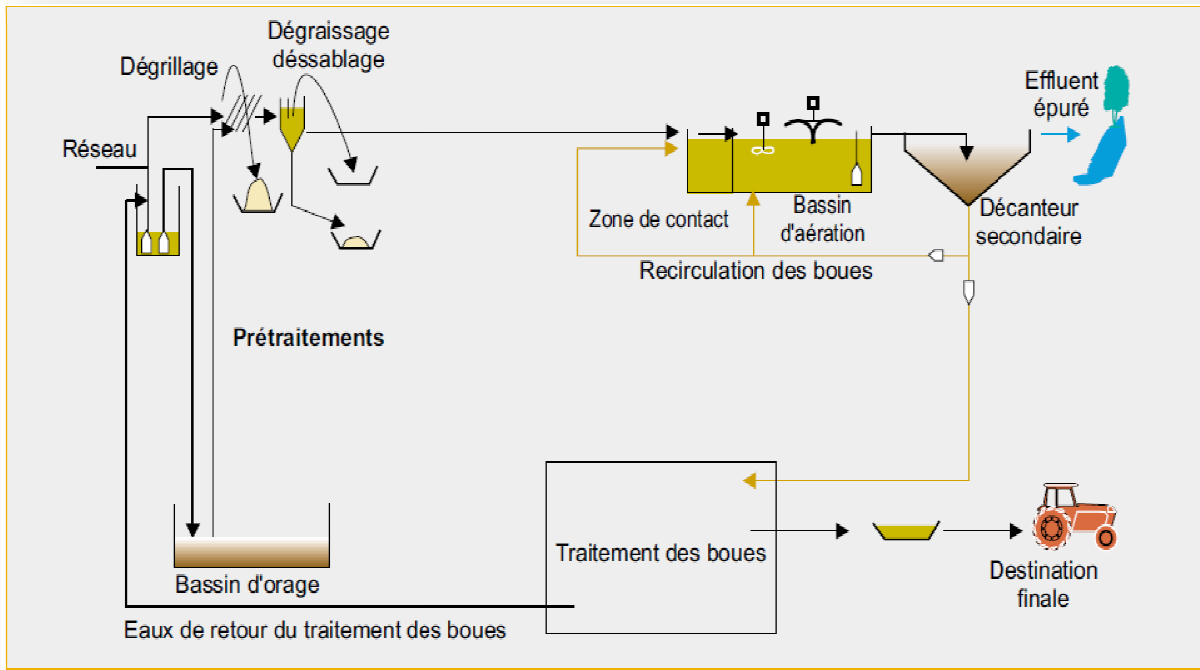 Dégraissage
déssablage
Dégrillage
Effluent
épuré
Réseau
Zone de contact
Bassin
d'aération
Décanteur
secondaire
Recirculation des boues
Prétraitements
Traitement des boues
Bassin d'orage
Destination
finale
Eaux de retour du traitement des boues